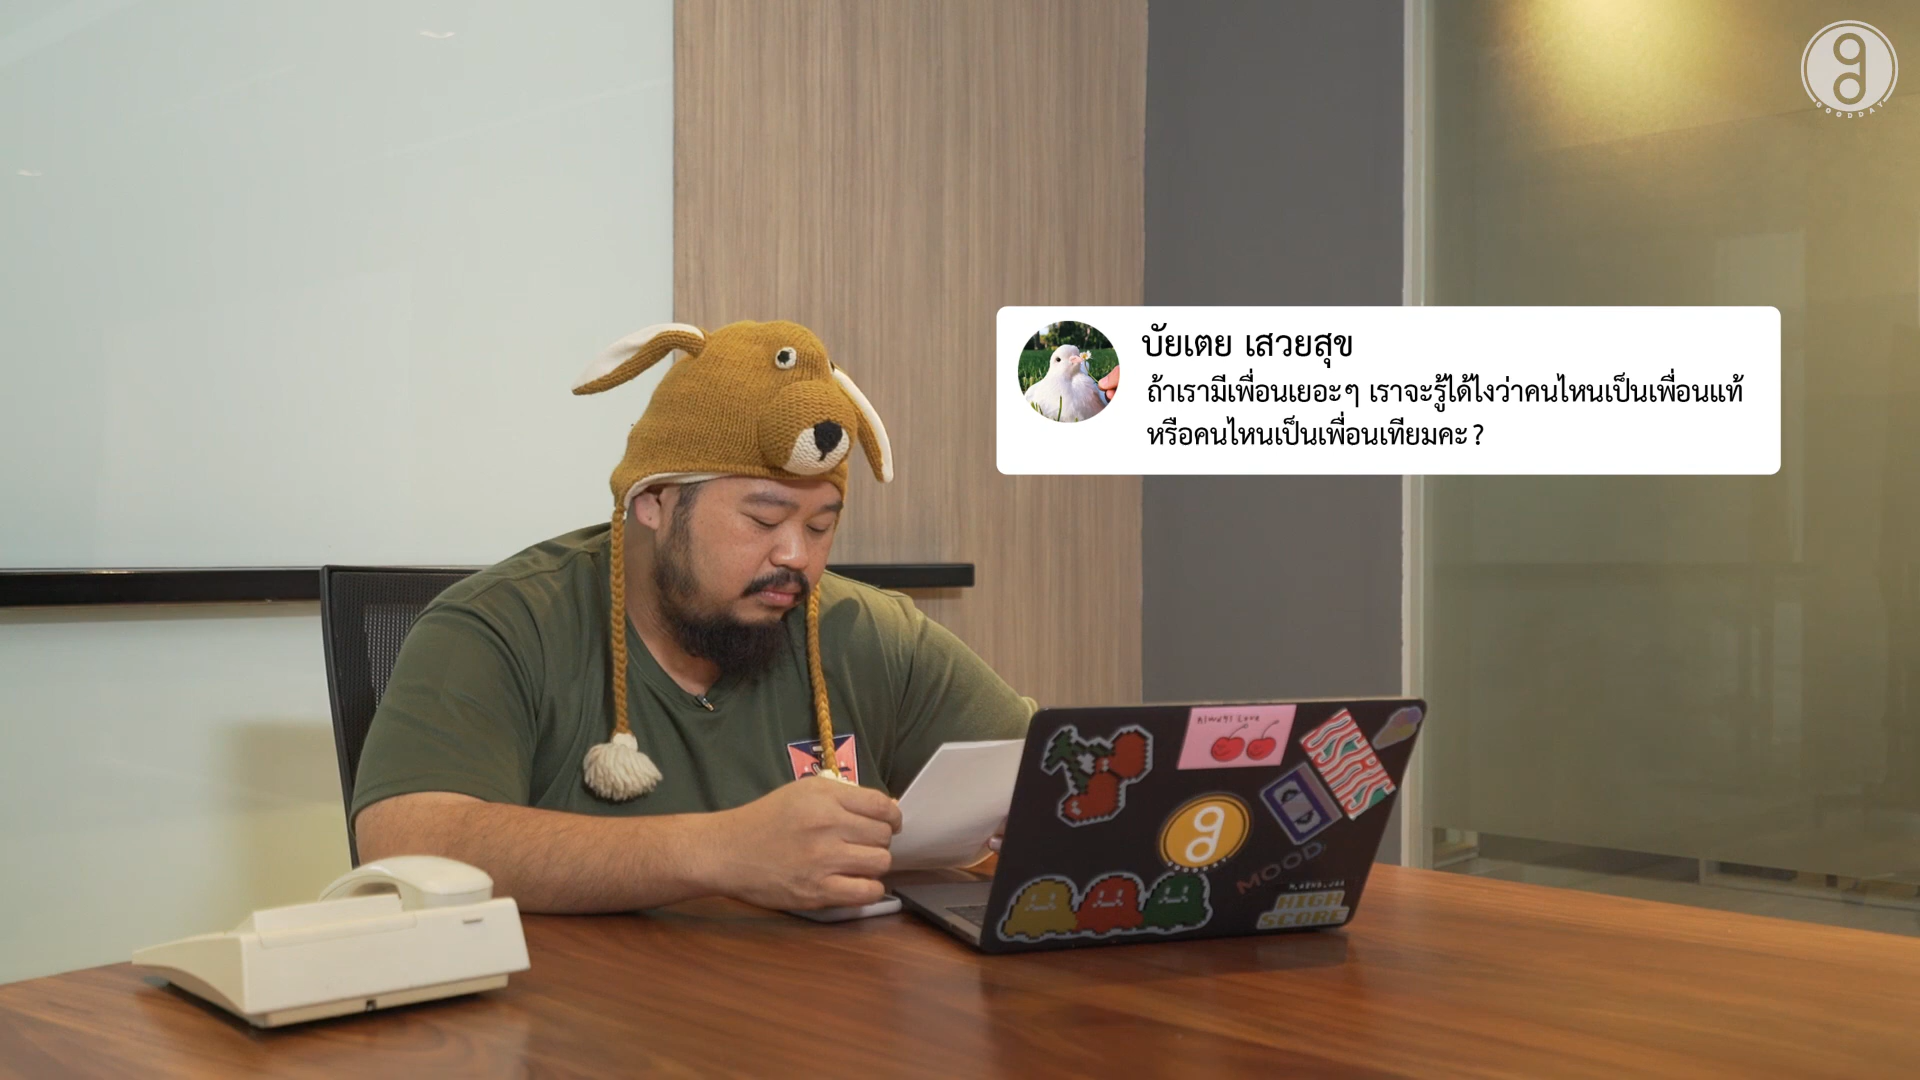 GOODDAY
บัยเตย เสวยสุข
ถ้าเรามีเพื่อนเยอะๆ เราจะรู้ได้ไงว่าคนไหนเป็นเพื่อนแท้
หรือคนไหนเป็นเพื่อนเทียมคะ?
Always Love
OSIRIS
GOODDAY
MOOD
HIGH
SCORE